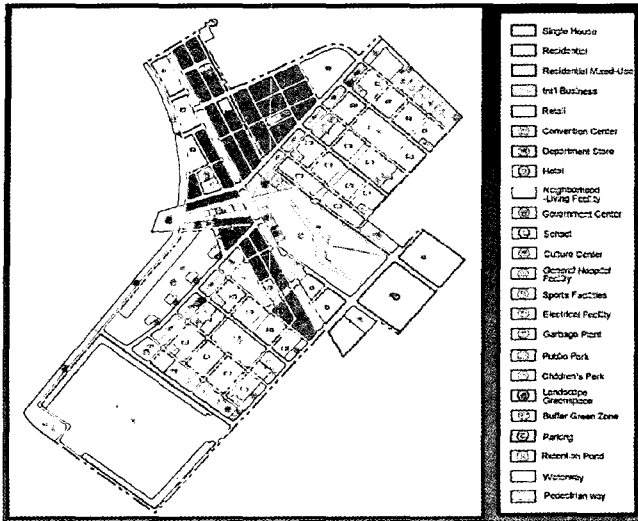 Single House
Residential
Residential Mixed-Use
Int'l Business
Retail
Convention Center
Department Store
Hotel
Neighborhood
-Living Facility
Government Center
School
Culture Center
General Hospital
Facility
Sports Facilities
Electrical Facility
Garbage Plant
Public Park
Children's Park
Landscape
Greenspace
Buffer Green Zone
Parking
Retention Pond
Waterway
Pedestrian way